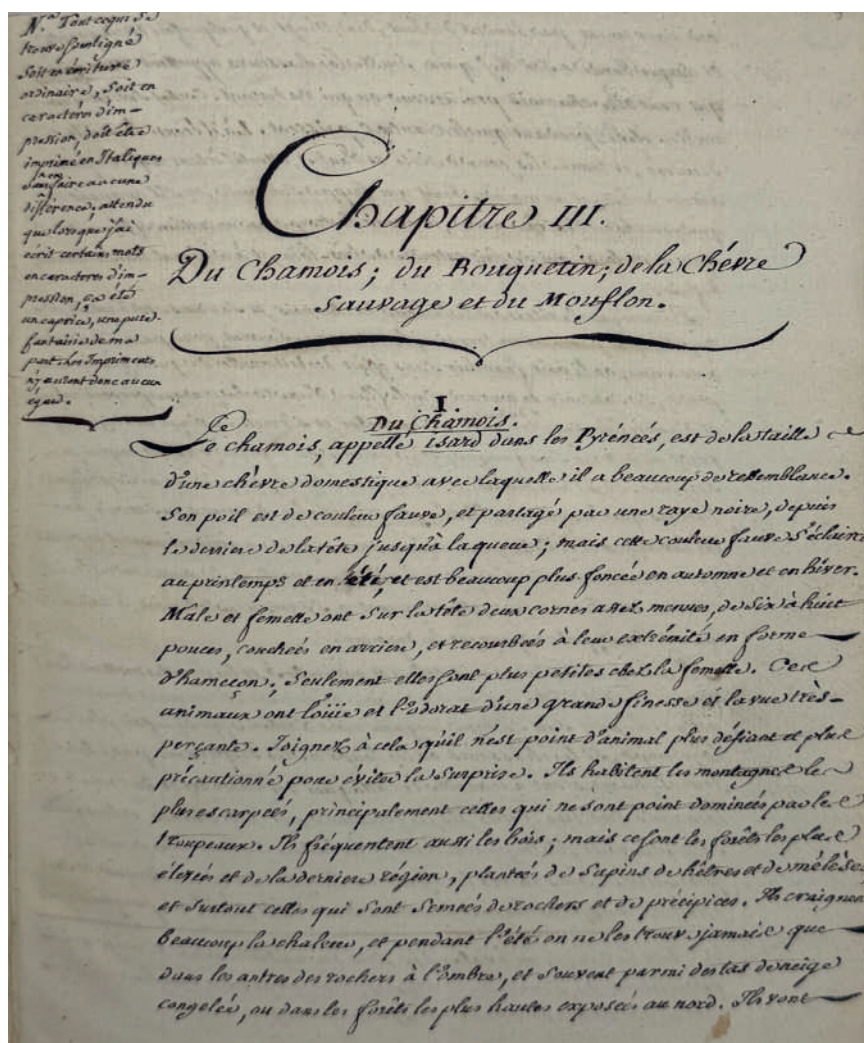 N.ª Tout ce qui se
trouve souligné
soit en écriture
ordinaire, soit en
caractères d'im-
pression, doit être
imprimé en Italiques
sans en faire aucune
différence, attendu
que lorsque j'ai
écrit certains mots
en caracteres d'im-
pression, ça été
un caprice, une pure
fantaisie de ma
part. Les Imprimeurs
n'y auront donc aucun
égard.
Chapitre III.
Du Chamois; du Bouquetin; de la Chévre
Sauvage et du Mouflon.
I
Du Chamois.
Le chamois, appellé isard dans les Pyrénées, est de la taille
d'une chèvre domestique avec laquelle il a beaucoup de ressemblance.
Son poil est de couleur fauve, et partagé par une raye noire, depuis
le derriere de la tête jusqu'à la queue; mais cette couleur fauve s'éclaircit
au printemps et en été, et est beaucoup plus foncée en automne et en hiver.
Male et femelle ont sur la tête deux cornes assez menues, de six à huit
pouces, couchées en arriere, et recourbées à leur extrémité en forme
d'hameçon; seulement elles sont plus petites chez la femelle. Ces
animaux ont l'oüie et l'odorat d'une grande finesse et la vue très-
perçante. Joignez à cela qu'il n'est point d'animal plus défiant et plus
précautionné pour éviter la surprise. Ils habitent les montagnes les
plus escarpées, principalement celles qui ne sont point dominées par les
troupeaux. Ils fréquentent aussi les bois; mais ce sont les forêts les plus
élevées et de la derniere région, plantées de sapins de hêtres et de mélèses
et surtout celles qui sont semées de rochers et de précipices. Ils craignent
beaucoup la chaleur, et pendant l'été on ne les trouve jamais que
dans les antres des rochers à l'ombre, et souvent parmi des tas de neige
congelée, ou dans les forêts les plus hautes exposées au nord. Ils vont